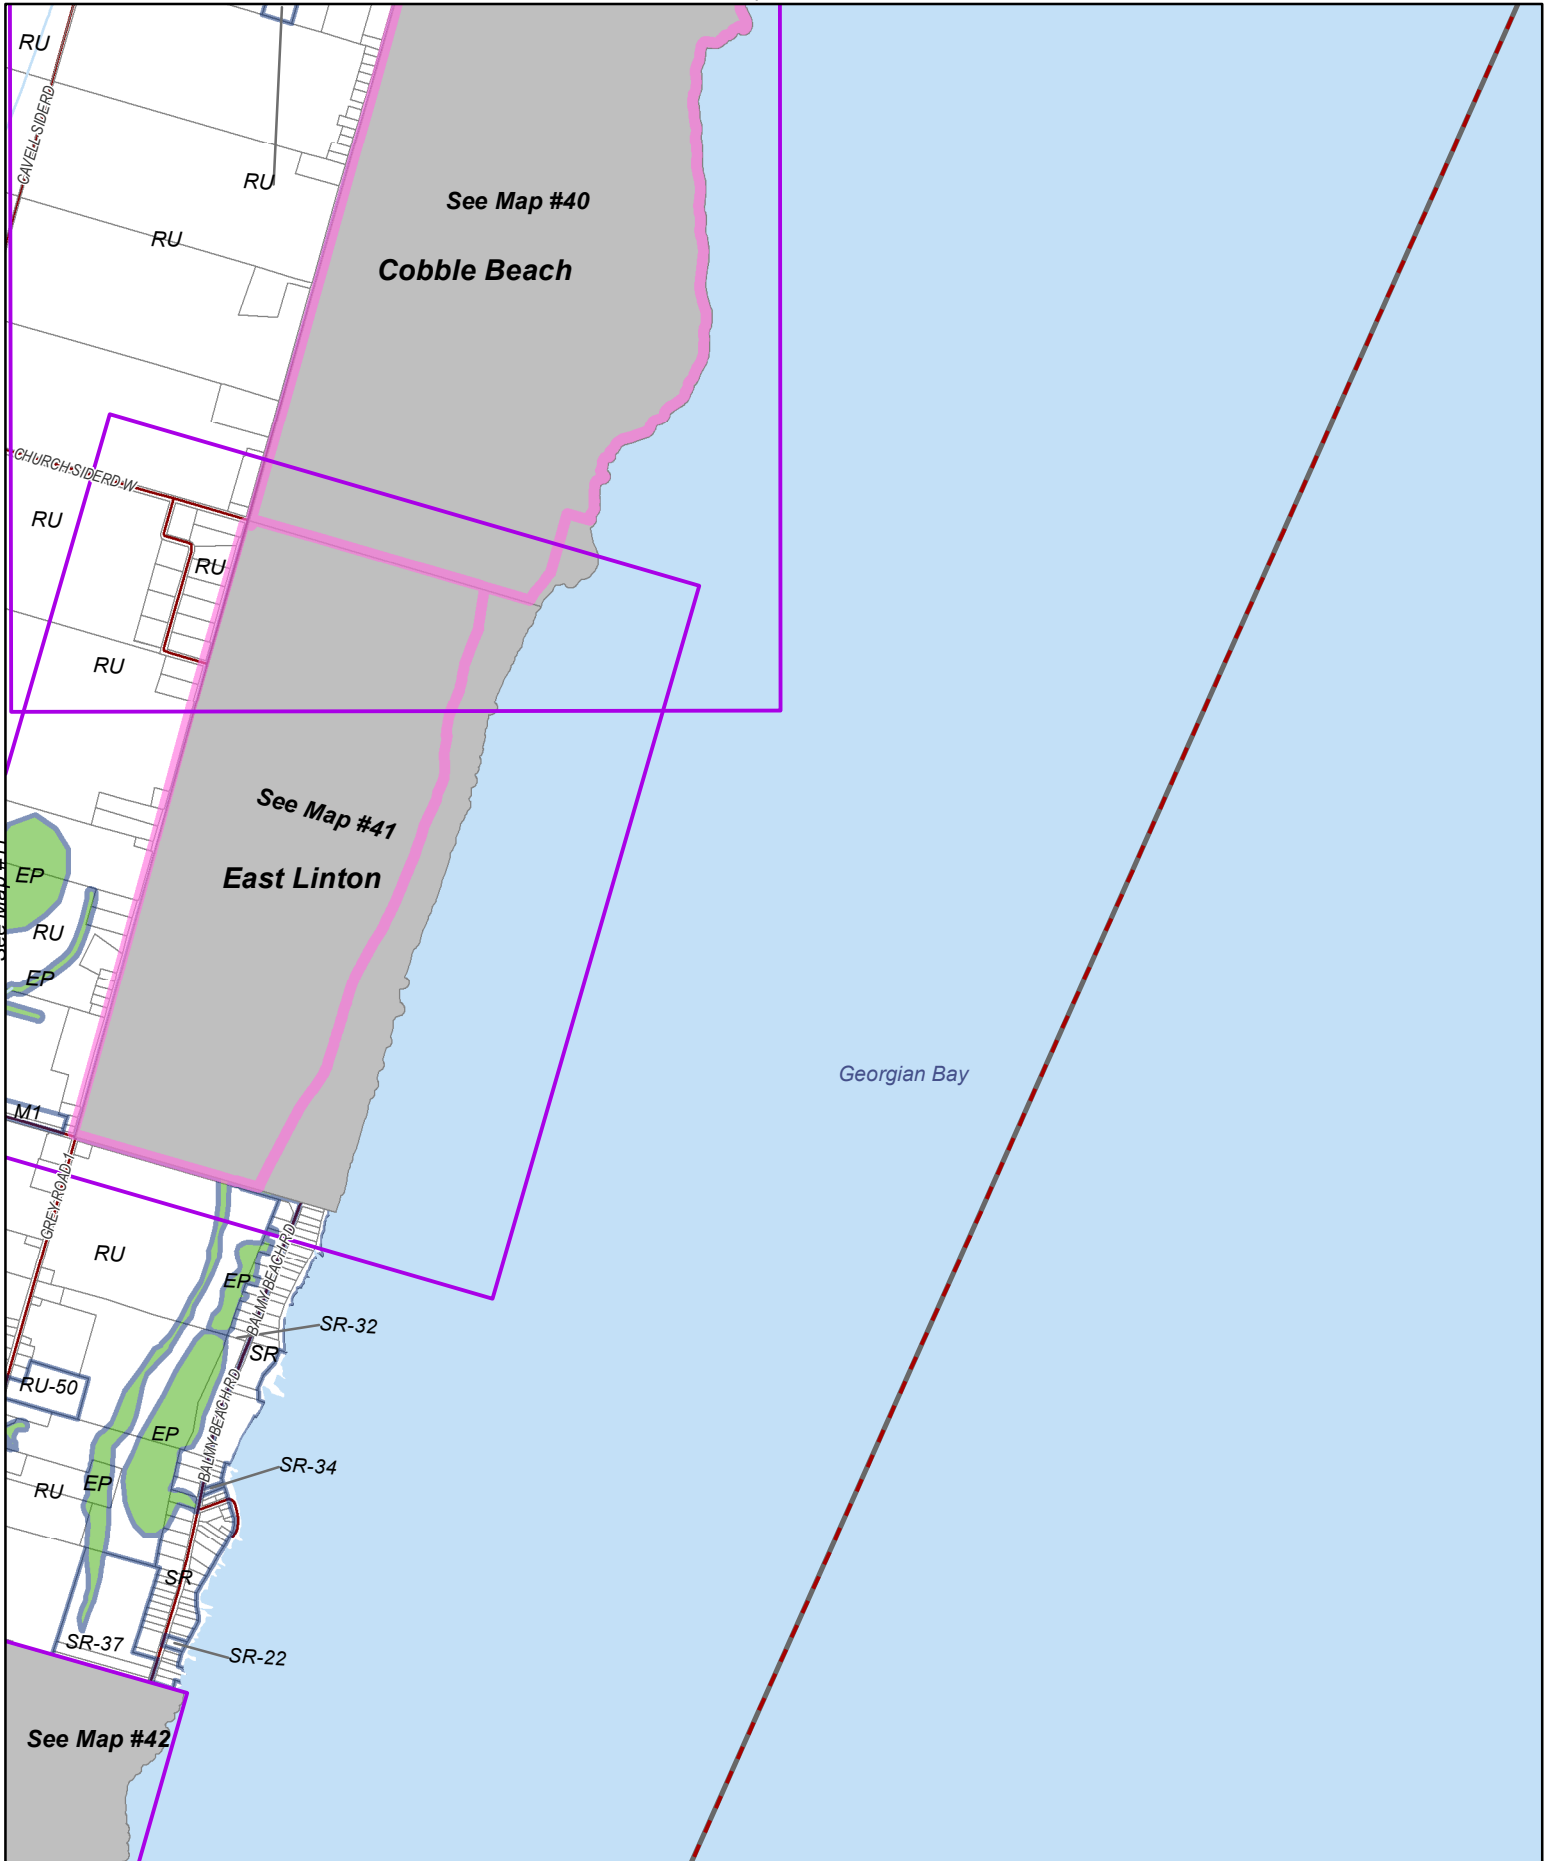 RU
CAVELL SIDERD
RU
See Map #40
RU
Cobble Beach
CHURCH SIDERD W
RU
RU
RU
See Map #41
East Linton
EP
RU
EP
Georgian Bay
M1
GREY ROAD 1
RU
BALMY BEACH RD
EP
SR-32
SR
RU-50
BALMY BEACH RD
EP
SR-34
EP
RU
SR
SR-37
SR-22
See Map #42